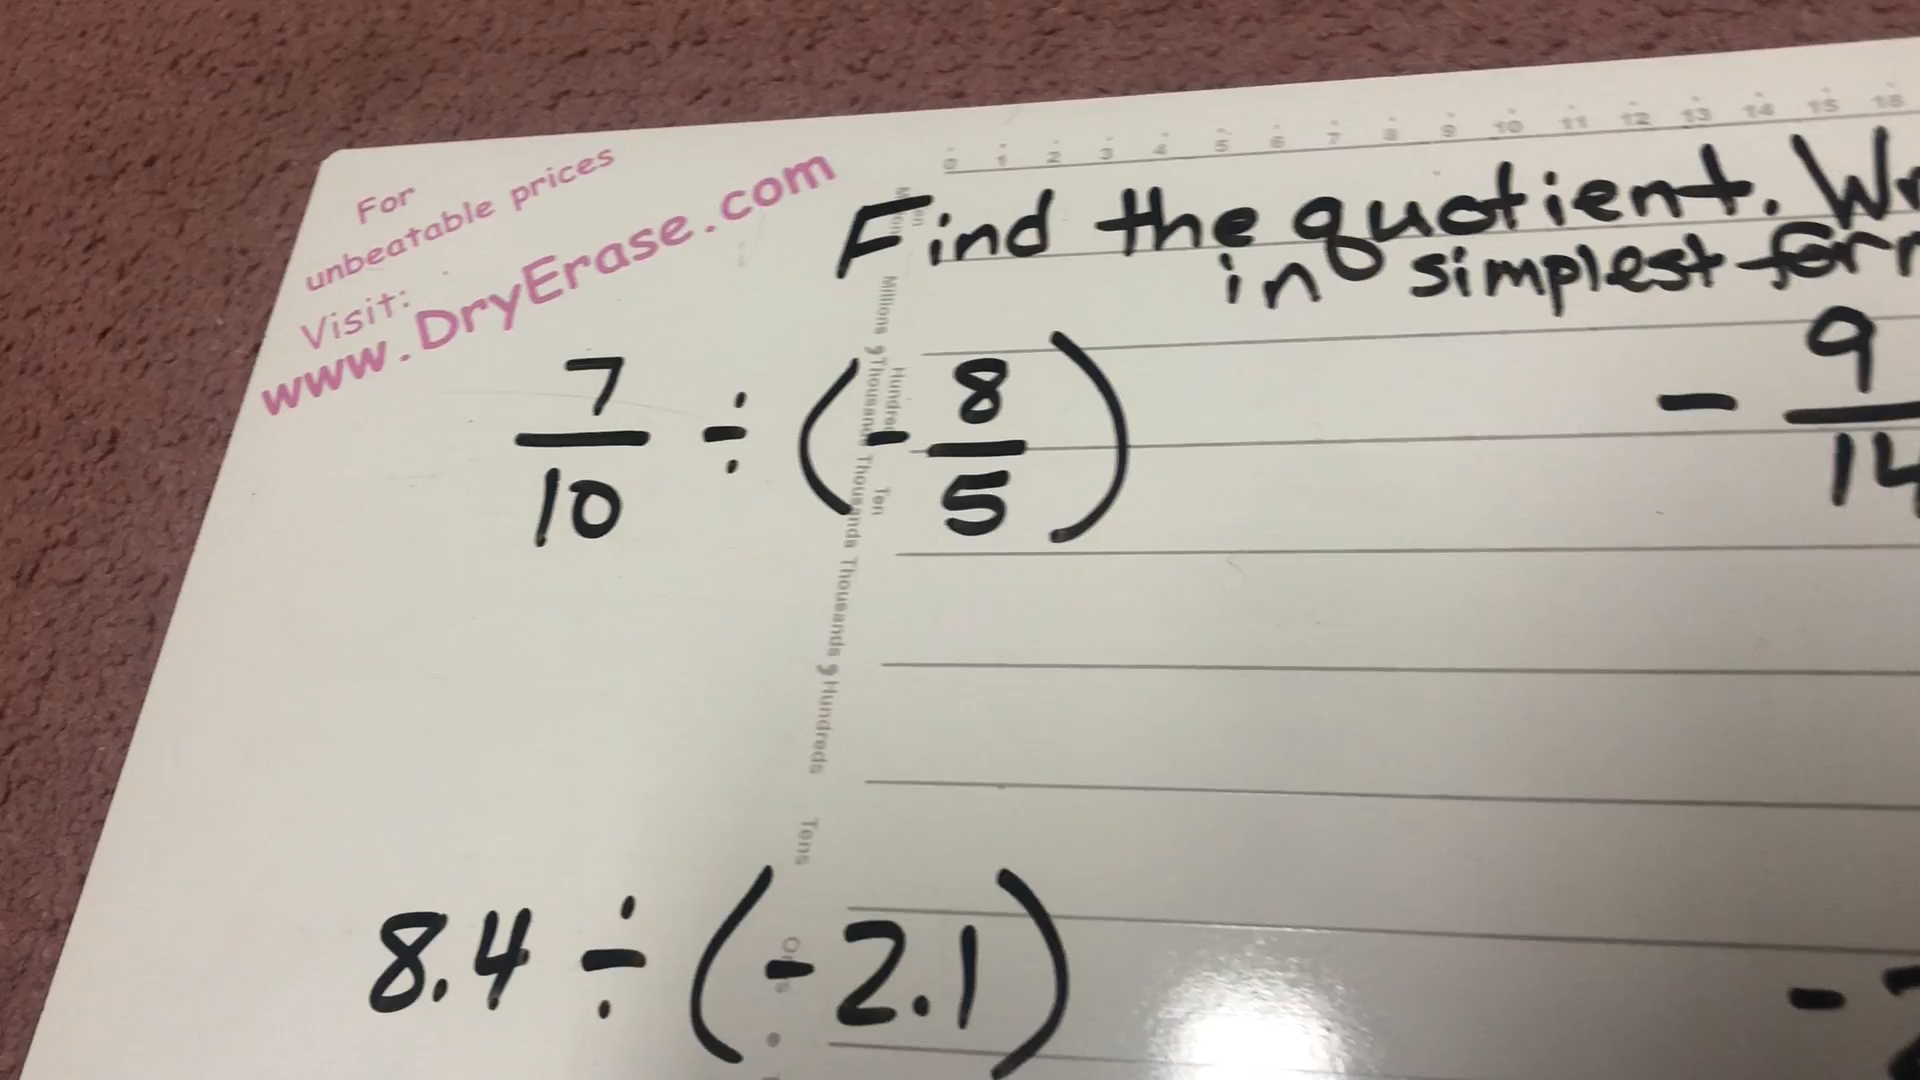 For
unbeatable prices
Visit:
www.DryErase.com
0 1 2 3 4 5 6 7 8 9 10 11 12 13 14 15 16
Find the quotient. Wr
in simplest form
7/10 ÷ (-8/5)
- 9/14
8.4 ÷ (-2.1)
Millions
Hundred
Thousands
Ten
Thousands
Thousands
Hundreds
Tens